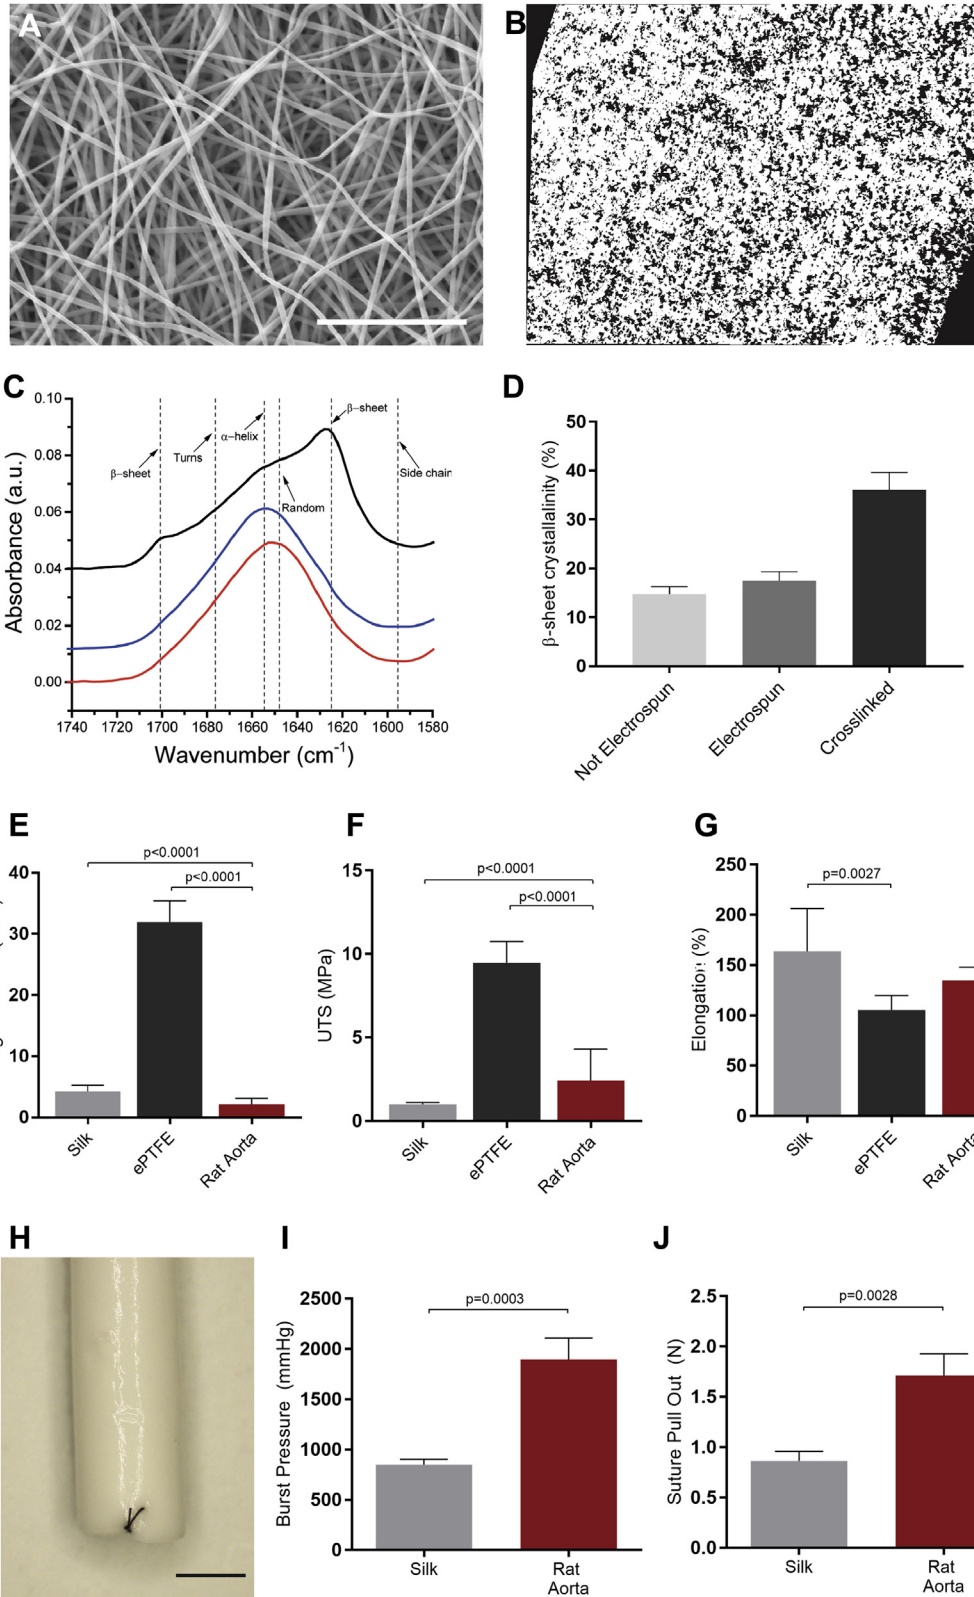 A
B
C
0.10
0.08
0.06
0.04
0.02
0.00
Absorbance (a.u.)
β−sheet
Turns
α−helix
β−sheet
Random
Side chain
1740 1720 1700 1680 1660 1640 1620 1600 1580
Wavenumber (cm-1)
D
50
40
30
20
10
0
β-sheet crystallalinity (%)
Not Electrospun
Electrospun
Crosslinked
E
p<0.0001
p<0.0001
40
30
20
10
0
Silk
ePTFE
Rat Aorta
F
p<0.0001
p<0.0001
15
10
5
0
UTS (MPa)
Silk
ePTFE
Rat Aorta
G
p=0.0027
250
200
150
100
50
0
Elongation (%)
Silk
ePTFE
Rat Aorta
H
I
p=0.0003
2500
2000
1500
1000
500
0
Burst Pressure (mmHg)
Silk
Rat
Aorta
J
p=0.0028
2.5
2.0
1.5
1.0
0.5
0.0
Suture Pull Out (N)
Silk
Rat
Aorta